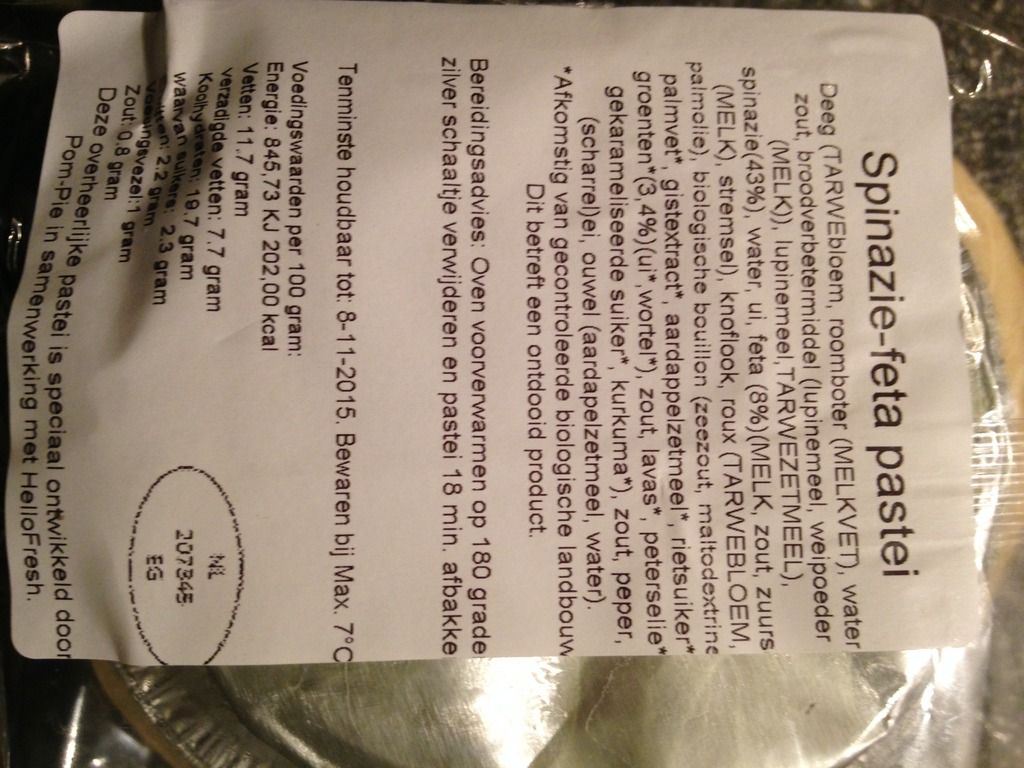 Spinazie-feta pastei
Deeg (TARWEbloem, roomboter (MELKVET), water
zout, broodverbetermiddel (lupinemeel, weipoeder
(MELK)), lupinemeel,TARWEZETMEEL),
spinazie(43%), water, ui, feta (8%)(MELK, zout, zuurs
(MELK), stremsel), knoflook, roux (TARWEBLOEM,
palmolie), biologische bouillon (zeezout, maltodextrine
palmvet*, gistextract*, aardappelzetmeel*, rietsuiker*
groenten*(3,4%)(ui*,wortel*), zout, lavas*, peterselie*
gekarameliseerde suiker*, kurkuma*), zout, peper,
(scharrel)ei, ouwel (aardapelzetmeel, water).
*Afkomstig van gecontroleerde biologische landbouw
Dit betreft een ontdooid product.
Bereidingsadvies: Oven voorverwarmen op 180 grade
zilver schaaltje verwijderen en pastei 18 min. afbakke
Tenminste houdbaar tot: 8-11-2015. Bewaren bij Max. 7°C
Voedingswaarden per 100 gram:
Energie: 845,73 KJ 202,00 kcal
Vetten: 11.7 gram
verzadigde vetten: 7.7 gram
Koolhydraten: 19.7 gram
waarvan suikers: 2.3 gram
2.2 gram
Voedingsvezel:1 gram
Zout: 0.8 gram
Deze overheerlijke pastei is speciaal ontwikkeld door
Pom-Pie in samenwerking met HelloFresh.
NL
207345
EG